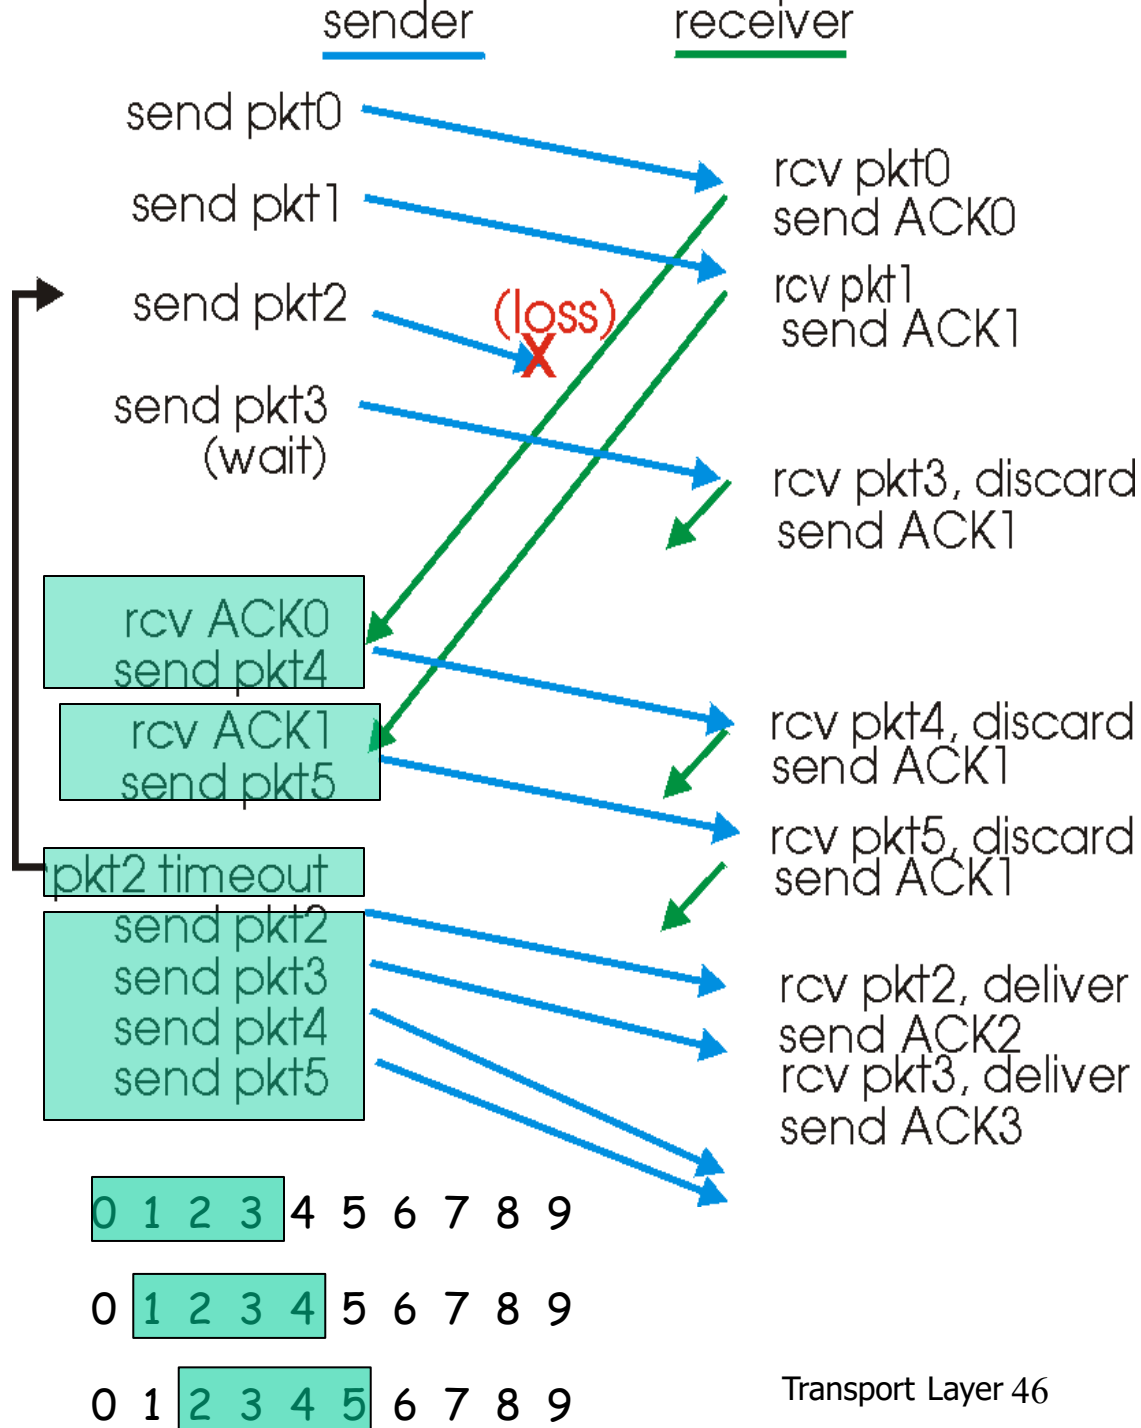 sender
receiver
send pkt0
rcv pkt0
send ACK0
send pkt1
rcv pkt1
send ACK1
send pkt2
(loss)
X
send pkt3
(wait)
rcv pkt3, discard
send ACK1
rcv ACK0
send pkt4
rcv ACK1
send pkt5
rcv pkt4, discard
send ACK1
rcv pkt5, discard
send ACK1
pkt2 timeout
send pkt2
send pkt3
send pkt4
send pkt5
rcv pkt2, deliver
send ACK2
rcv pkt3, deliver
send ACK3
0 1 2 3 4 5 6 7 8 9
0 1 2 3 4 5 6 7 8 9
0 1 2 3 4 5 6 7 8 9
Transport Layer 46